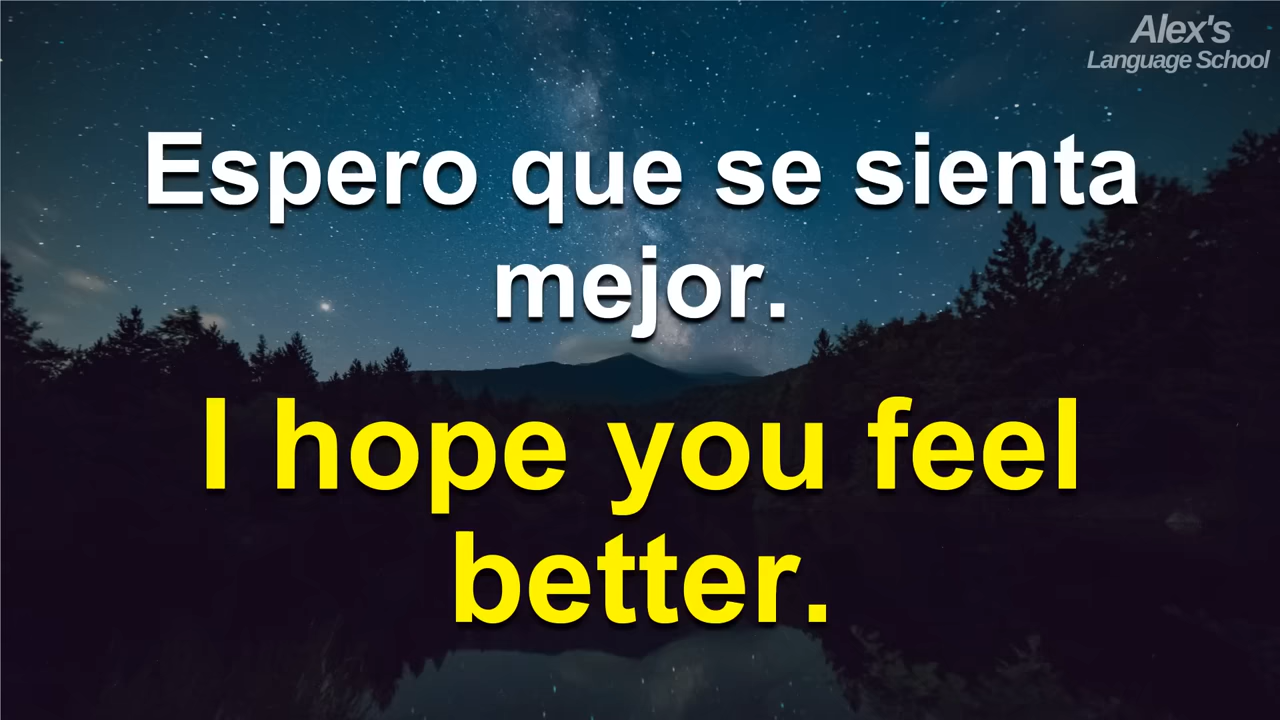 Alex's
Language School
Espero que se sienta
mejor.
I hope you feel
better.